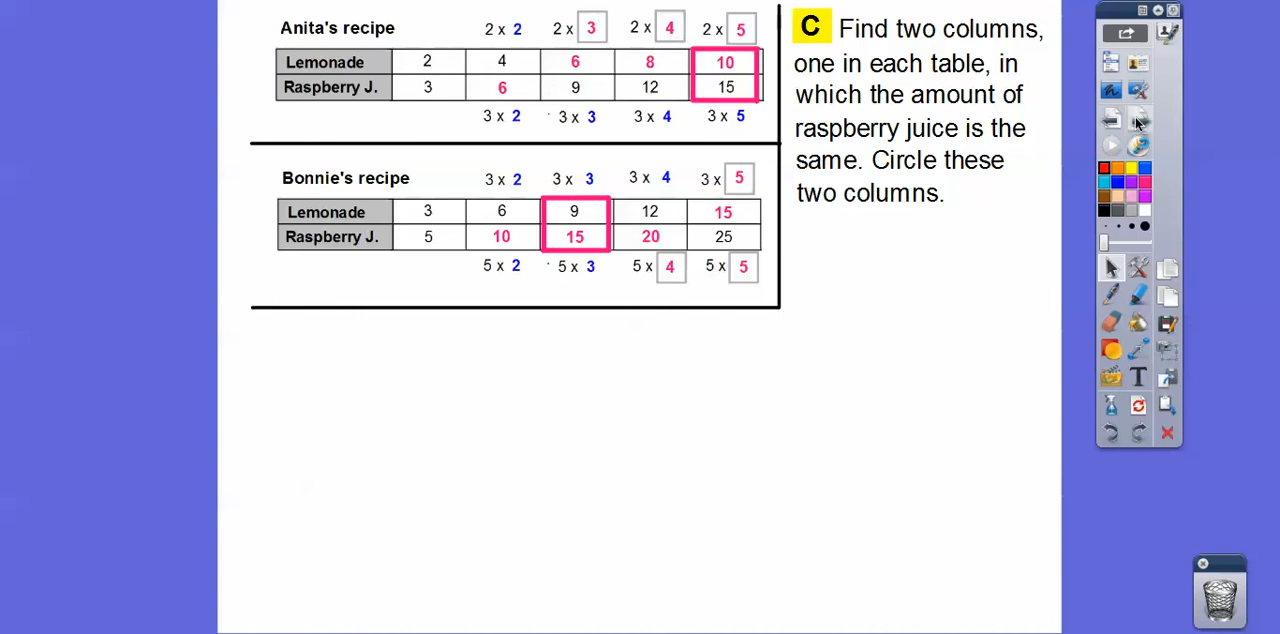 Anita's recipe 2 x 2 2 x 3 2 x 4 2 x 5
Lemonade 2 4 6 8 10
Raspberry J. 3 6 9 12 15
3 x 2 3 x 3 3 x 4 3 x 5
Bonnie's recipe 3 x 2 3 x 3 3 x 4 3 x 5
Lemonade 3 6 9 12 15
Raspberry J. 5 10 15 20 25
5 x 2 5 x 3 5 x 4 5 x 5
C Find two columns,
one in each table, in
which the amount of
raspberry juice is the
same. Circle these
two columns.